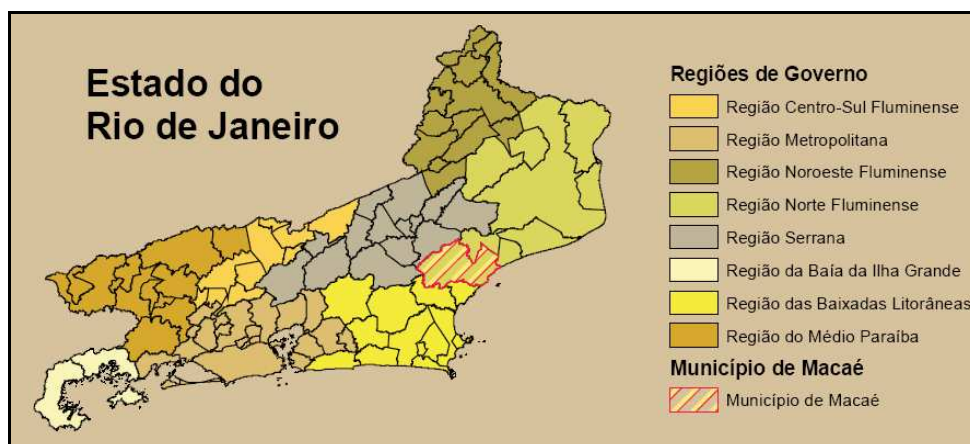 Estado do
Rio de Janeiro
Regiões de Governo
Região Centro-Sul Fluminense
Região Metropolitana
Região Noroeste Fluminense
Região Norte Fluminense
Região Serrana
Região da Baía da Ilha Grande
Região das Baixadas Litorâneas
Região do Médio Paraíba
Município de Macaé
Município de Macaé